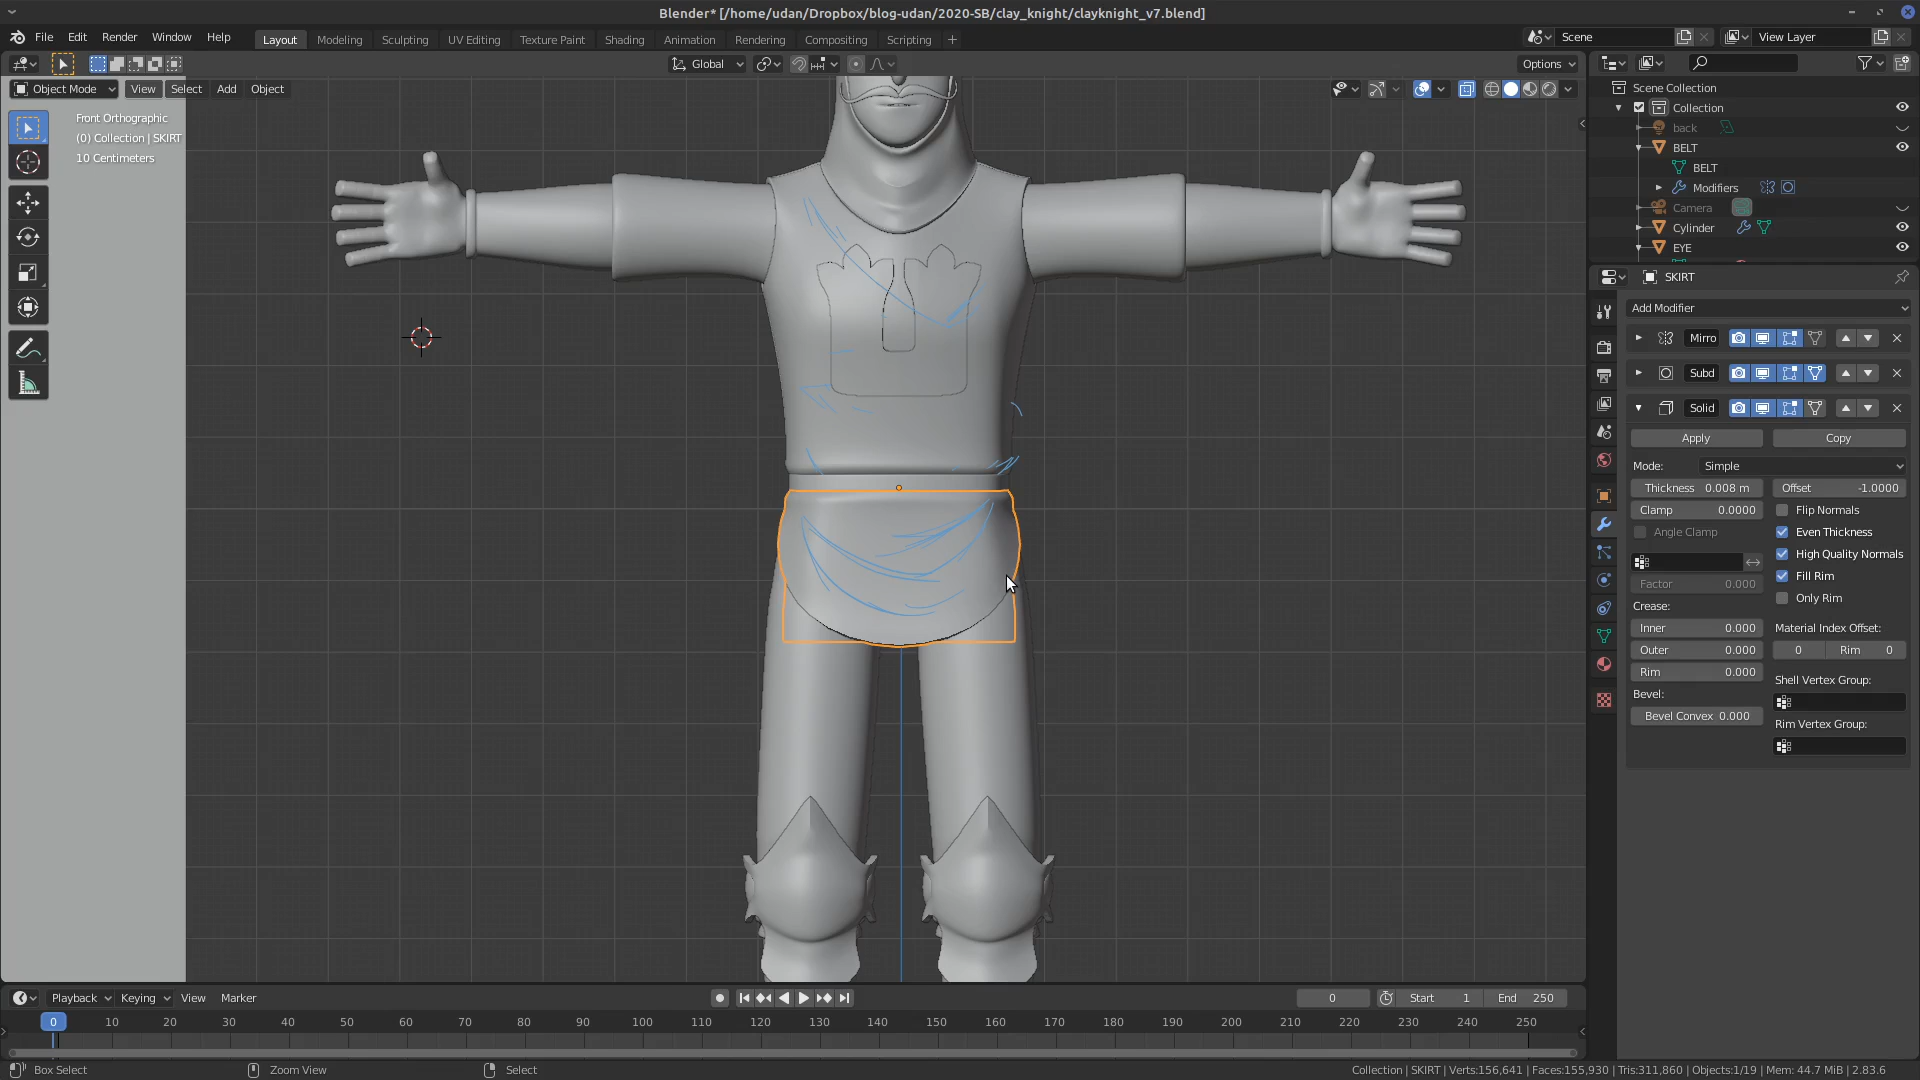 Blender* [/home/udan/Dropbox/blog-udan/2020-SB/clay_knight/clayknight_v7.blend]
File Edit Render Window Help
Layout Modeling Sculpting UV Editing Texture Paint Shading Animation Rendering Compositing Scripting +
Scene
View Layer
Global
Options
Object Mode View Select Add Object
Front Orthographic
(0) Collection | SKIRT
10 Centimeters
Scene Collection
Collection
back
BELT
BELT
Modifiers
Camera
Cylinder
EYE
SKIRT
Add Modifier
Mirro
Subd
Solid
Apply Copy
Mode: Simple
Thickness 0.008 m Offset -1.0000
Clamp 0.0000 Flip Normals
Angle Clamp Even Thickness
High Quality Normals
Factor 0.000 Fill Rim
Crease: Only Rim
Inner 0.000 Material Index Offset:
Outer 0.000 0 Rim 0
Rim 0.000 Shell Vertex Group:
Bevel:
Bevel Convex 0.000 Rim Vertex Group:
Playback Keying View Marker
0 Start 1 End 250
0 10 20 30 40 50 60 70 80 90 100 110 120 130 140 150 160 170 180 190 200 210 220 230 240 250
Box Select Zoom View Select
Collection | SKIRT | Verts:156,641 | Faces:155,930 | Tris:311,860 | Objects:1/19 | Mem: 44.7 MiB | 2.83.6